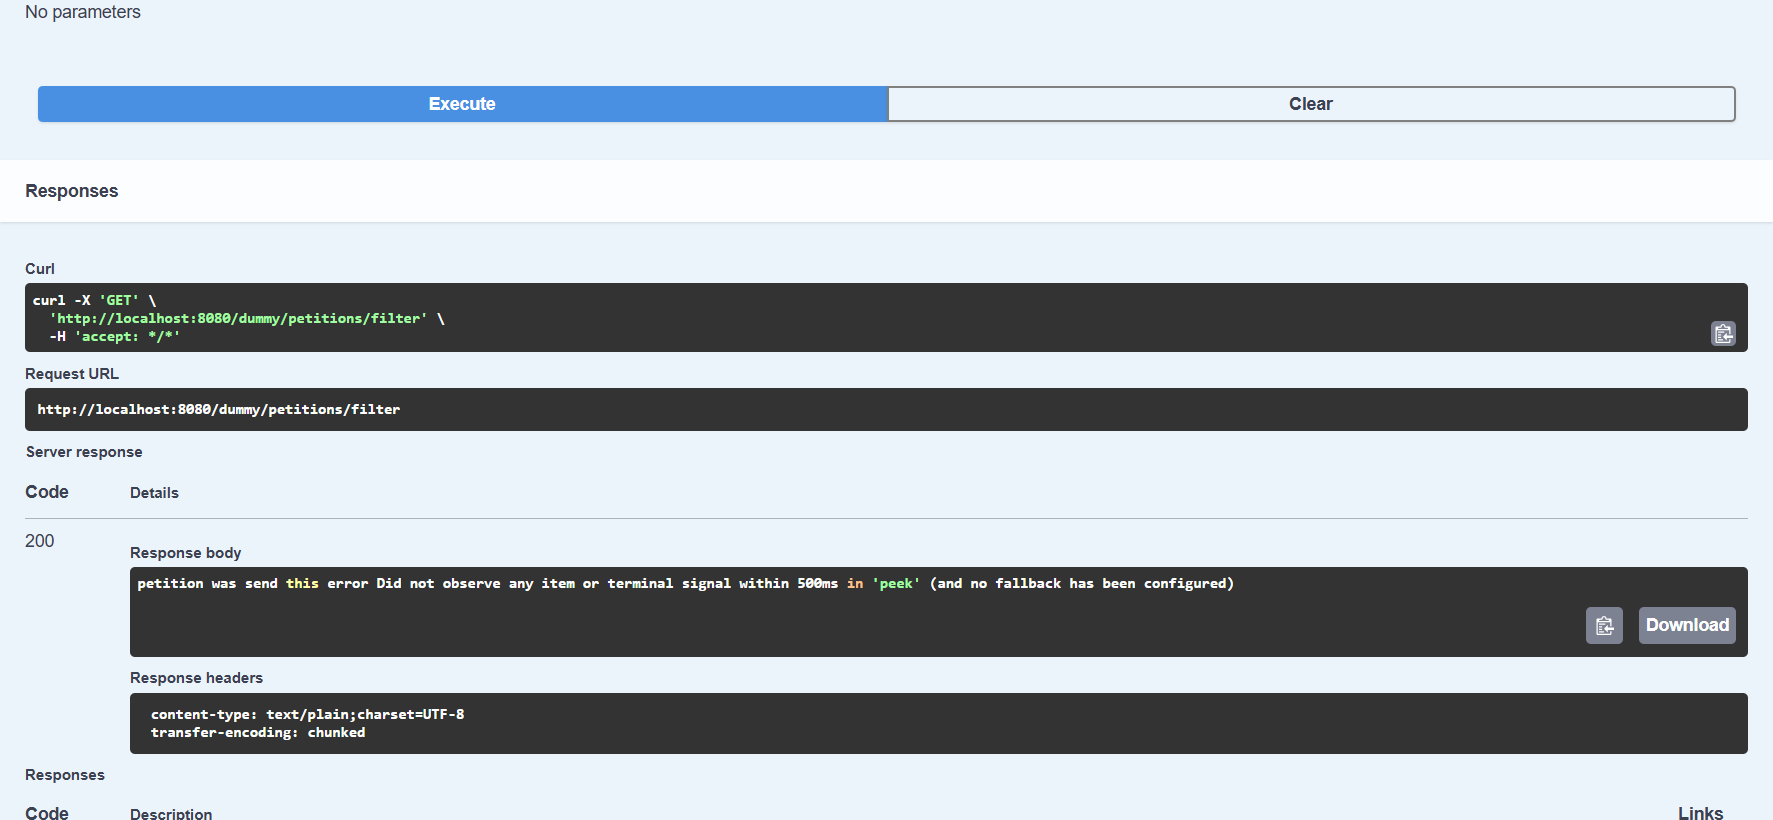 No parameters
Execute
Clear
Responses
Curl
curl -X 'GET' \
'http://localhost:8080/dummy/petitions/filter' \
-H 'accept: */*'
Request URL
http://localhost:8080/dummy/petitions/filter
Server response
Code Details
200
Response body
petition was send this error Did not observe any item or terminal signal within 500ms in 'peek' (and no fallback has been configured)
Download
Response headers
content-type: text/plain;charset=UTF-8
transfer-encoding: chunked
Responses
Code Description Links